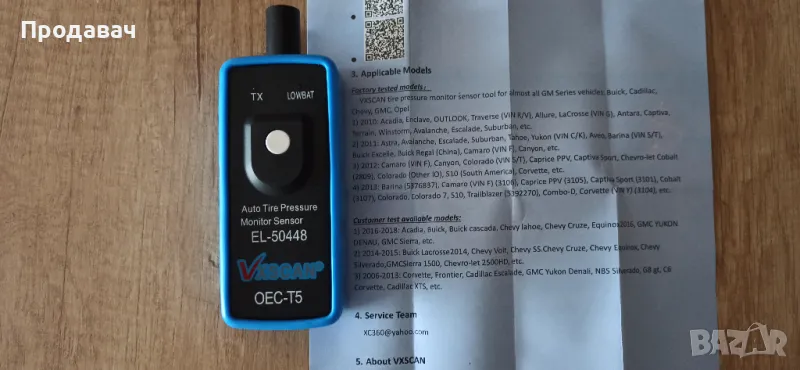 Продавач
TX LOWBAT
Auto Tire Pressure
Monitor Sensor
EL-50448
VXSCAN®
OEC-T5
3. Applicable Models
Factory tested models:
VXSCAN tire pressure monitor sensor tool for almost all GM Series vehicles, Buick, Cadillac,
Chevy, GMC, Opel
1) 2010: Acadia, Enclave, OUTLOOK, Traverse (VIN R/V), Allure, LaCrosse (VIN G), Antara, Captiva,
Terrain, Winstorm, Avalanche, Escalade, Suburban, etc.
2) 2011: Astra, Avalanche, Escalade, Suburban, Tahoe, Yukon (VIN C/K), Aveo, Barina (VIN S/T),
Buick Excelle, Buick Regal (China), Camaro (VIN F), Canyon, etc.
3) 2012: Camaro (VIN F), Canyon, Colorado (VIN S/T), Caprice PPV, Captiva Sport, Chevro-let Cobalt
(2809), Colorado (Other IO), S10 (South America), Corvette, etc.
4) 2013: Barina (5376837), Camaro (VIN F) (3106), Caprice PPV (3105), Captiva Sport (3101), Cobalt
(3107), Colorado, Colorado 7, S10, Trailblazer (5392270), Combo-D, Corvette (VIN Y) (3104), etc.
Customer test available models:
1) 2016-2018: Acadia, Buick, Buick cascada, Chevy Tahoe, Chevy Cruze, Equinox2016, GMC YUKON
DENAU, GMC Sierra, etc.
2) 2014-2015: Buick Lacrosse2014, Chevy Volt, Chevy SS.Chevy Cruze, Chevy Equinox, Chevy
Silverado,GMCSierra 1500, Chevro-let 2500HD, etc.
3) 2006-2013: Corvette, Frontier, Cadillac Escalade, GMC Yukon Denali, NBS Silverado, G8 gt, C6
Corvette, Cadillac XTS, etc.
4. Service Team
XC360@yahoo.com
5. About VXSCAN
BAZAR.bg